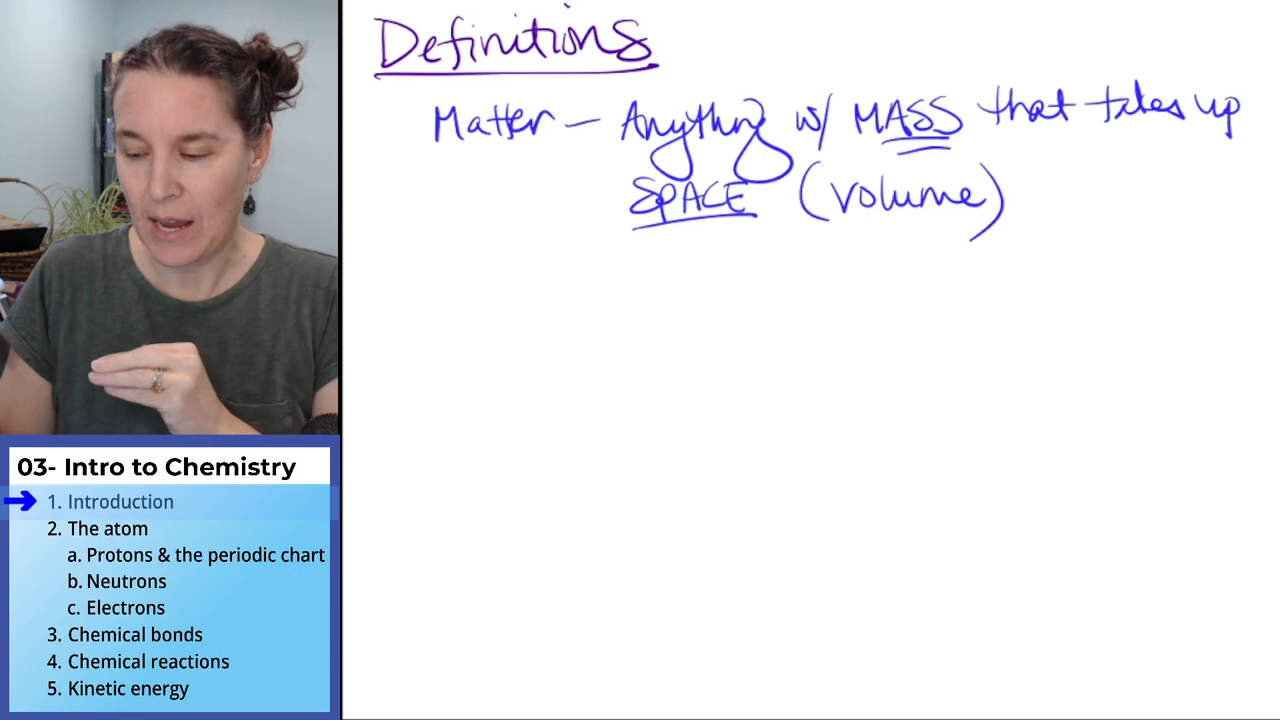 Definitions
Matter - Anything w/ MASS that takes up
SPACE (volume)
03- Intro to Chemistry
1. Introduction
2. The atom
a. Protons & the periodic chart
b. Neutrons
c. Electrons
3. Chemical bonds
4. Chemical reactions
5. Kinetic energy